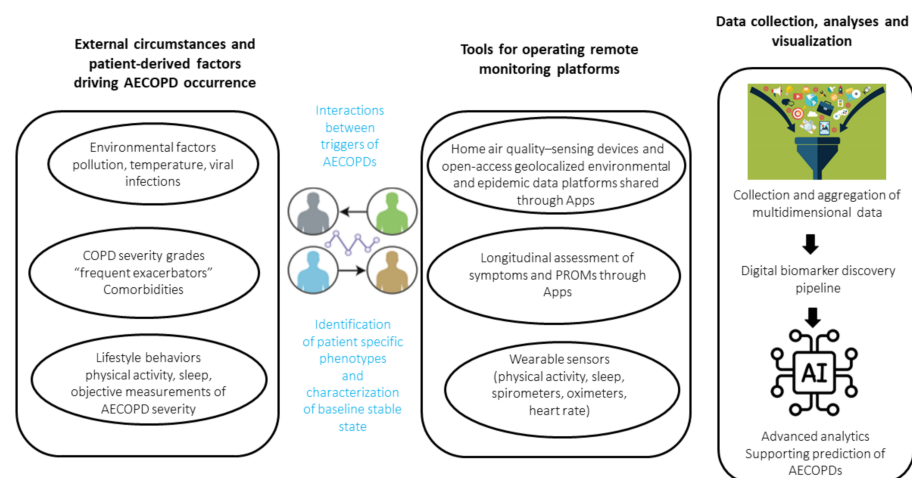 External circumstances and
patient-derived factors
driving AECOPD occurrence
Environmental factors
pollution, temperature, viral
infections
COPD severity grades
“frequent exacerbators”
Comorbidities
Lifestyle behaviors
physical activity, sleep,
objective measurements of
AECOPD severity
Interactions
between
triggers of
AECOPDs
Identification
of patient specific
phenotypes
and
characterization
of baseline stable
state
Tools for operating remote
monitoring platforms
Home air quality–sensing devices and
open-access geolocalized environmental
and epidemic data platforms shared
through Apps
Longitudinal assessment of
symptoms and PROMs through
Apps
Wearable sensors
(physical activity, sleep,
spirometers, oximeters,
heart rate)
Data collection, analyses and
visualization
Collection and aggregation of
multidimensional data
Digital biomarker discovery
pipeline
AI
Advanced analytics
Supporting prediction of
AECOPDs